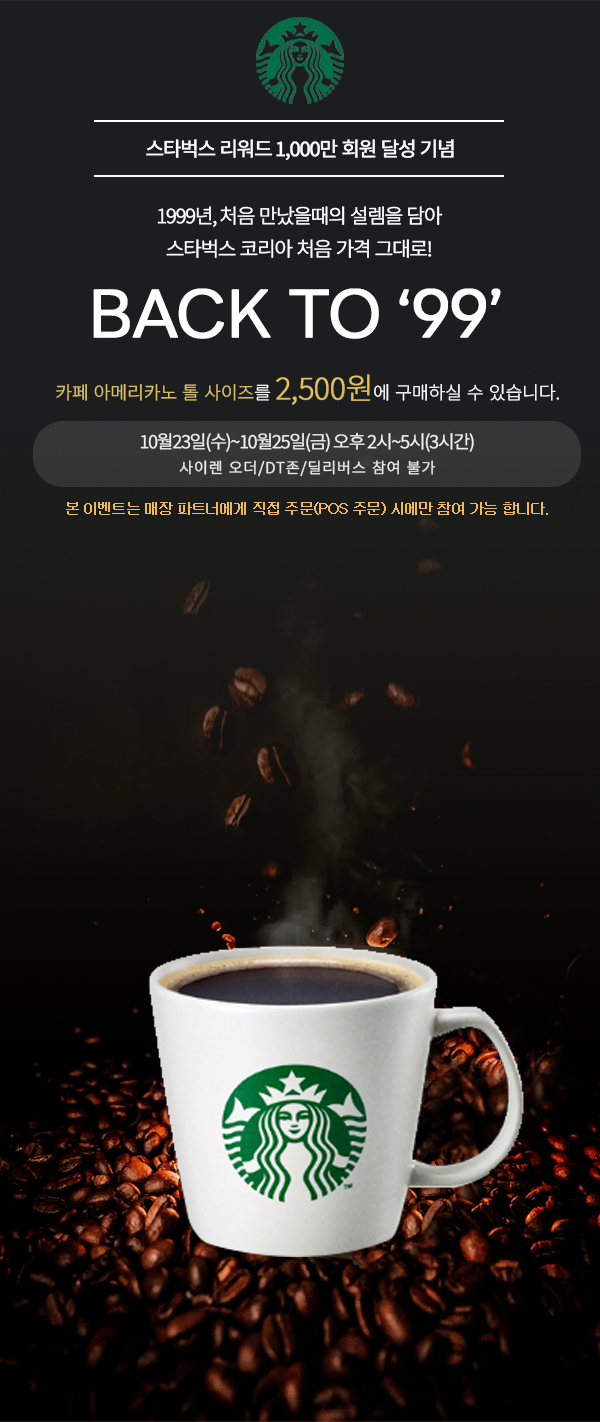 스타벅스 리워드 1,000만 회원 달성 기념
1999년, 처음 만났을때의 설렘을 담아
스타벅스 코리아 처음 가격 그대로!
BACK TO ‘99’
카페 아메리카노 톨 사이즈를 2,500원에 구매하실 수 있습니다.
10월23일(수)~10월25일(금) 오후 2시~5시(3시간)
사이렌 오더/DT존/딜리버스 참여 불가
본 이벤트는 매장 파트너에게 직접 주문(POS 주문) 시에만 참여 가능 합니다.
TM